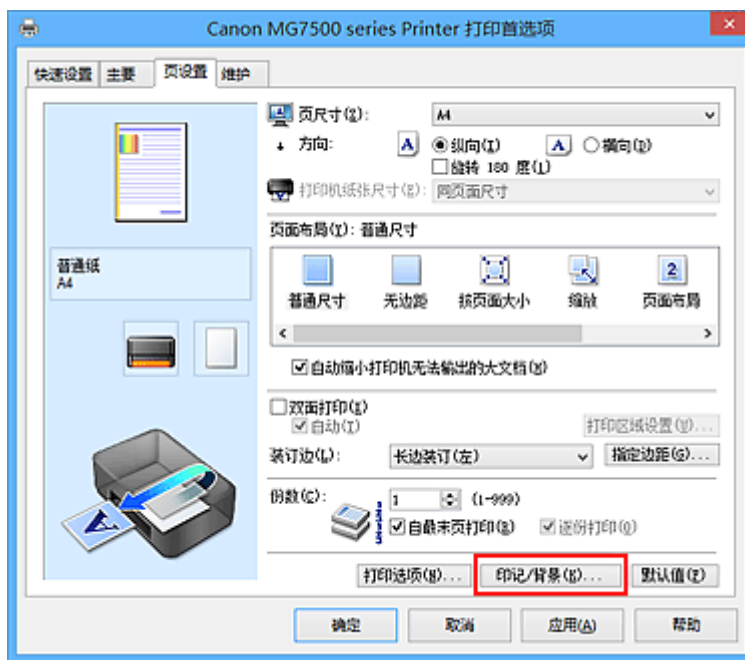 Canon MG7500 series Printer 打印首选项
快速设置 主要 页设置 维护
页尺寸(Z): A4
方向: A 纵向(I) A 横向(D)
旋转 180 度(L)
打印机纸张尺寸(E): 同页面尺寸
页面布局(Y): 普通尺寸
普通纸
A4
普通尺寸 无边距 按页面大小 缩放 页面布局
自动缩小打印机无法输出的大文档(N)
双面打印(X)
自动(T) 打印区域设置(U)...
装订边(L): 长边装订(左) 指定边距(G)...
份数(C): 1 (1-999)
自最末页打印(R) 逐份打印(O)
打印选项(N)... 印记/背景(K)... 默认值(F)
确定 取消 应用(A) 帮助